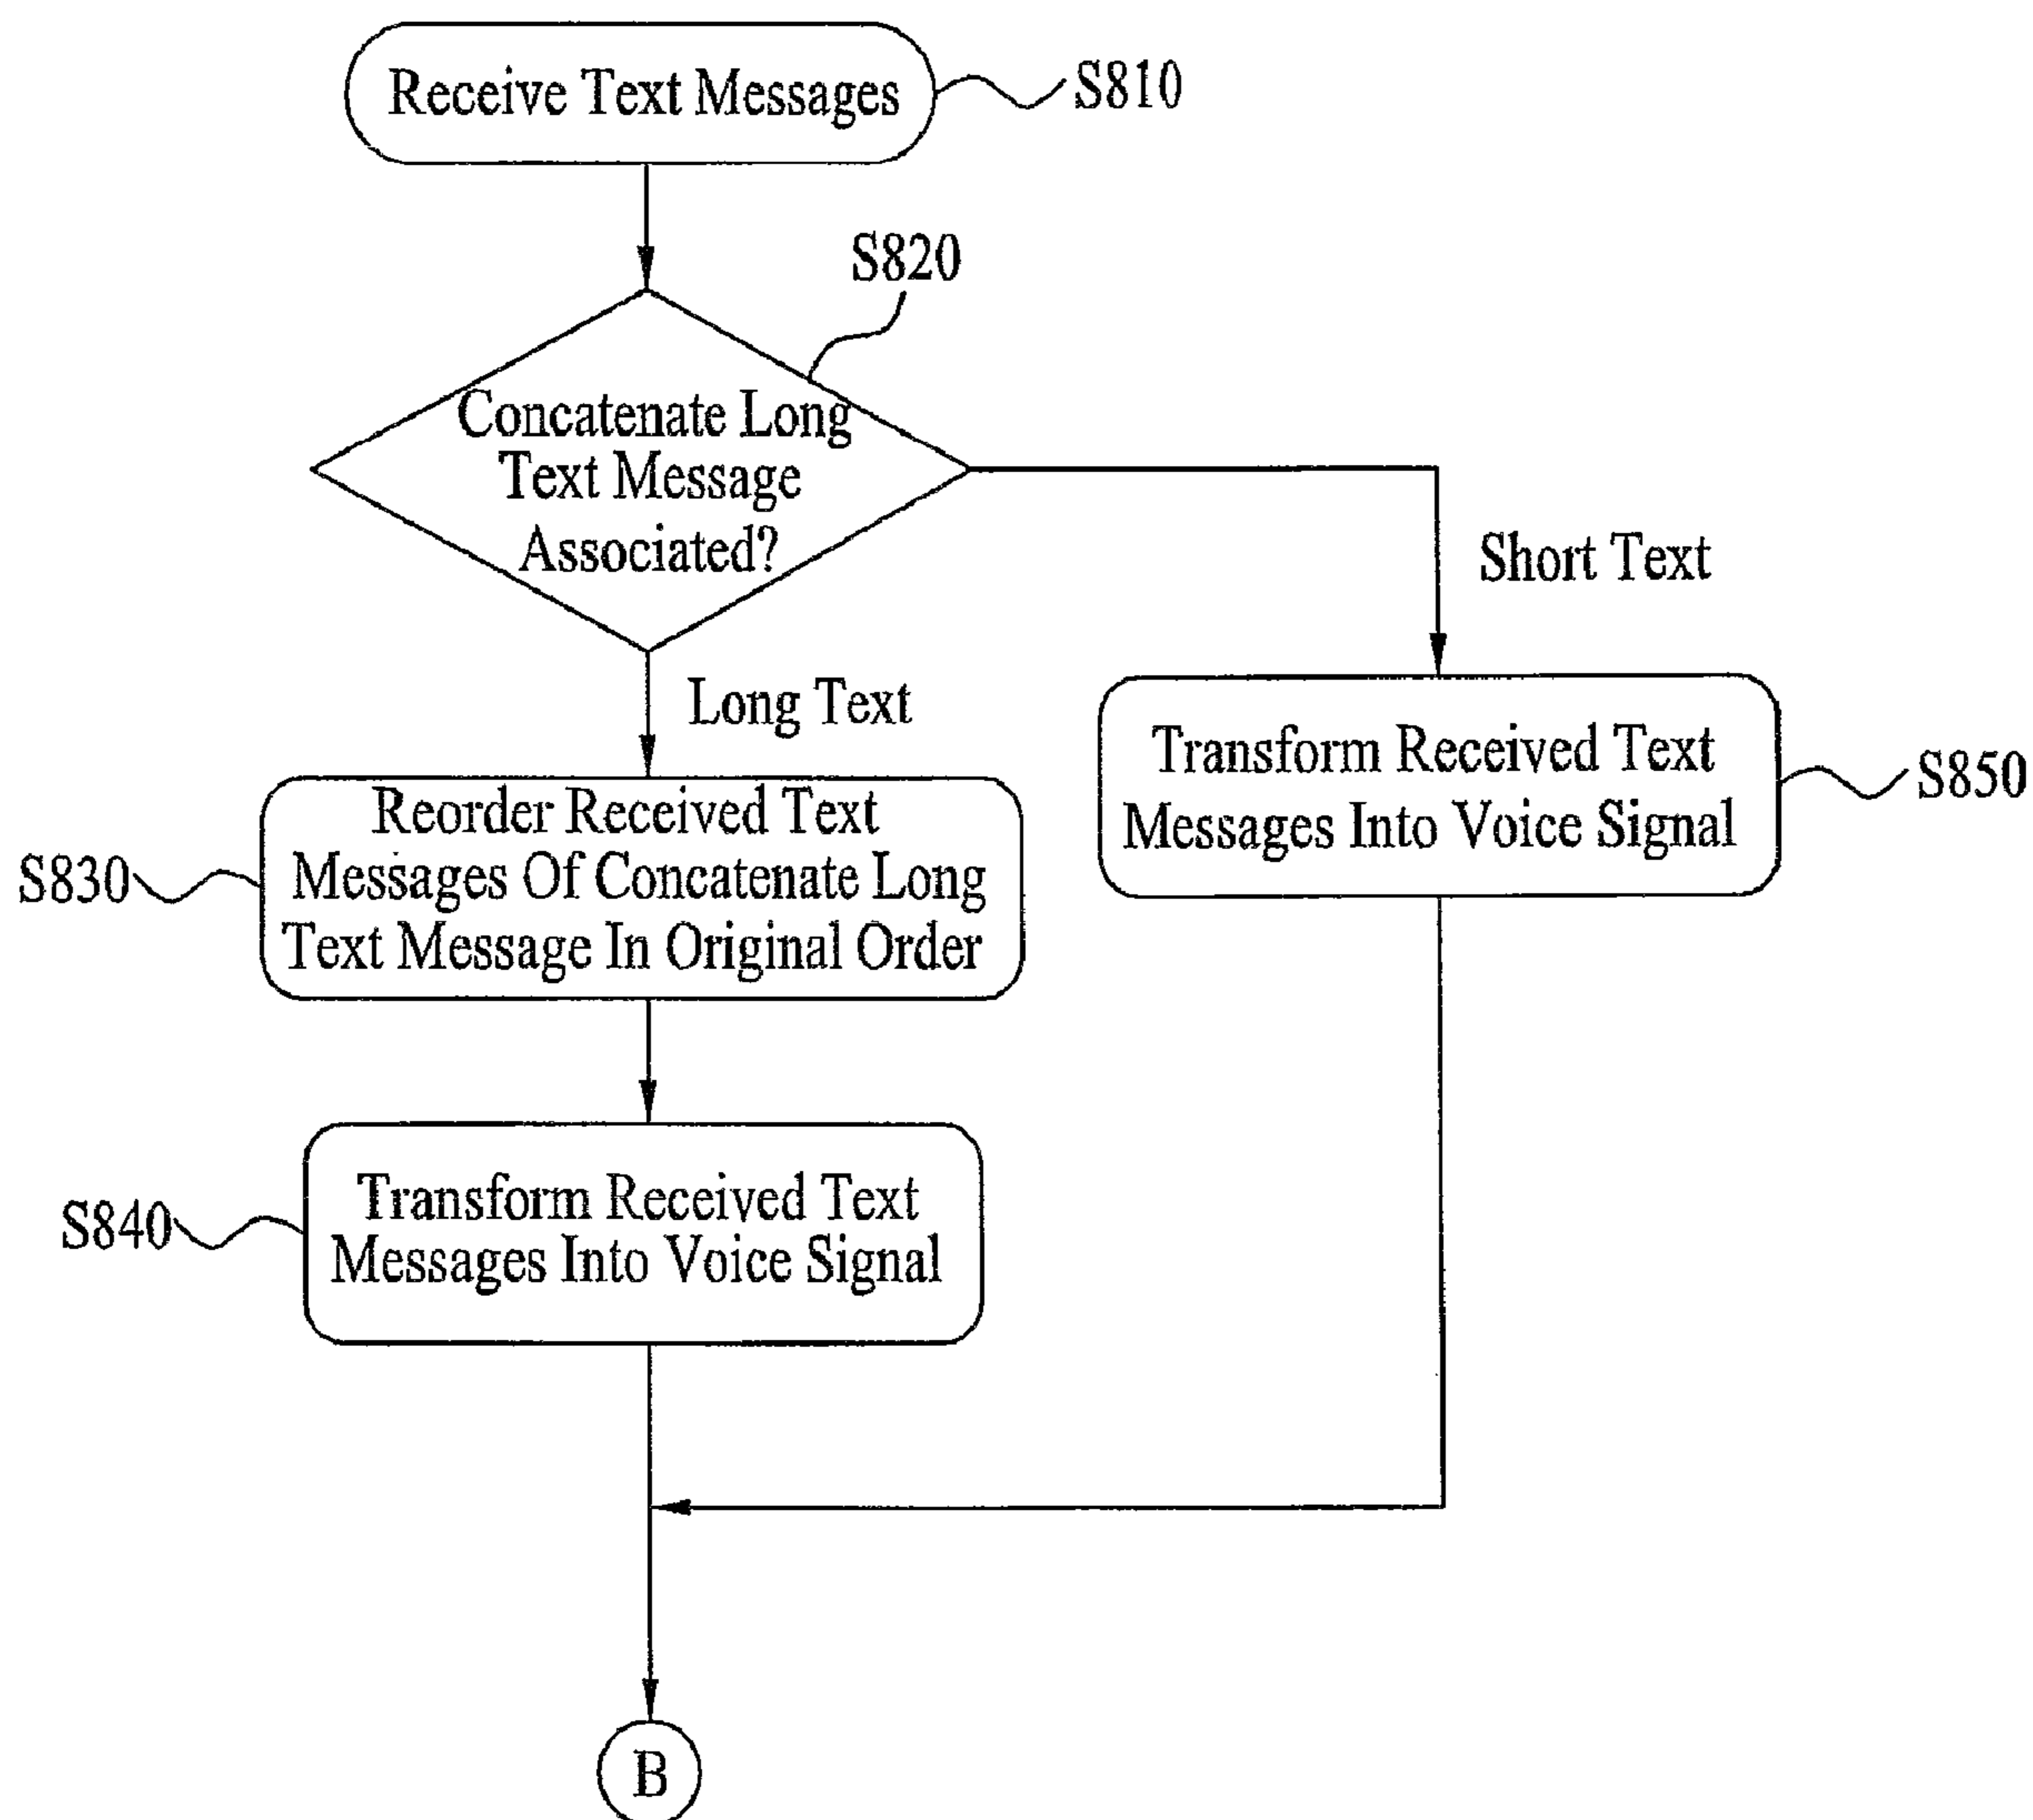 Receive Text Messages
S810
S820
Concatenate Long
Text Message
Associated?
Short Text
Long Text
Transform Received Text
Messages Into Voice Signal
S850
Reorder Received Text
Messages Of Concatenate Long
Text Message In Original Order
S830
Transform Received Text
Messages Into Voice Signal
S840
B